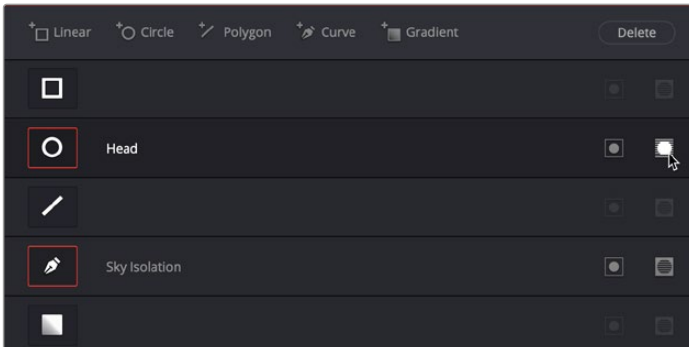 Linear Circle Polygon Curve Gradient Delete
Head
Sky Isolation